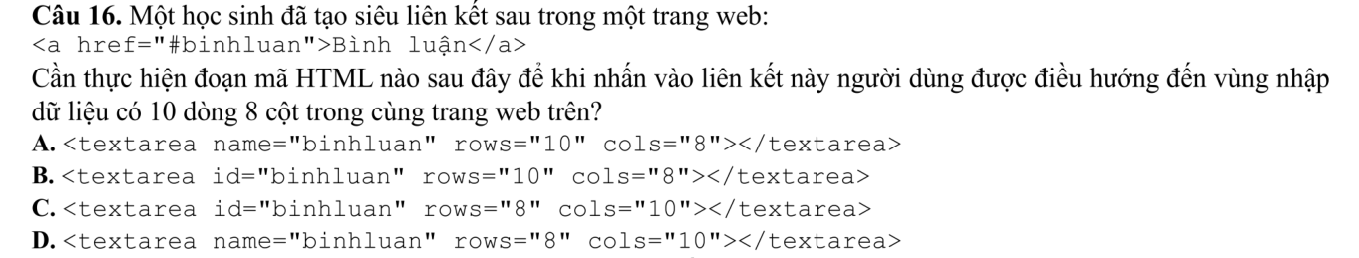 Câu 16. Một học sinh đã tạo siêu liên kết sau trong một trang web:
<a href="#binhluan">Bình luận</a>
Cần thực hiện đoạn mã HTML nào sau đây để khi nhấn vào liên kết này người dùng được điều hướng đến vùng nhập
dữ liệu có 10 dòng 8 cột trong cùng trang web trên?
A. <textarea name="binhluan" rows="10" cols="8"></textarea>
B. <textarea id="binhluan" rows="10" cols="8"></textarea>
C. <textarea id="binhluan" rows="8" cols="10"></textarea>
D. <textarea name="binhluan" rows="8" cols="10"></textarea>